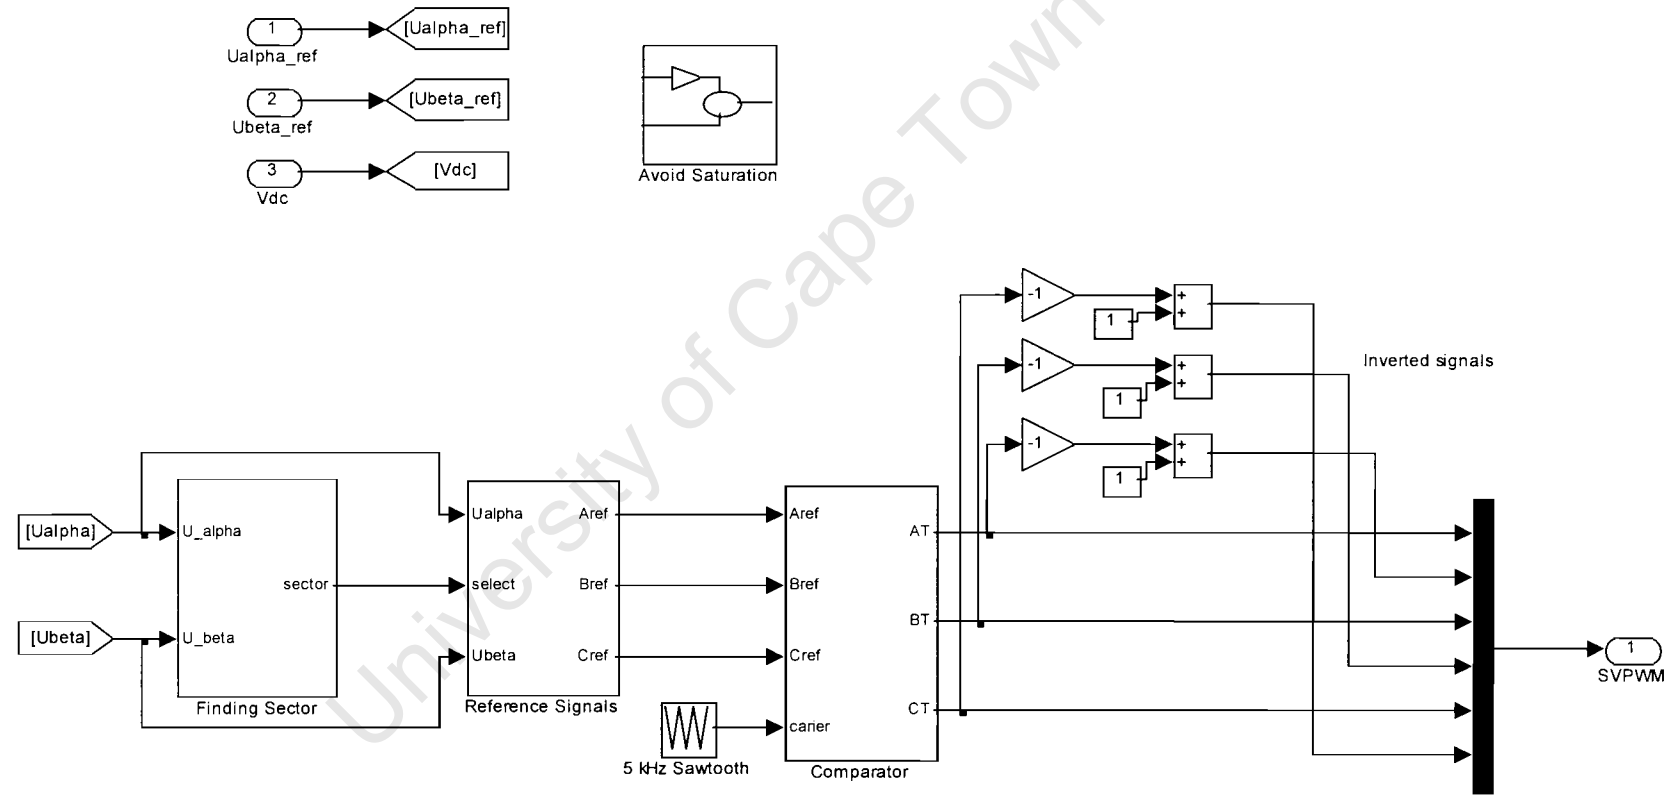 1
[Ualpha_ref]
Ualpha_ref
2
[Ubeta_ref]
Ubeta_ref
3
[Vdc]
Vdc
Avoid Saturation
University of Cape Town
-1
+
+
1
-1
+
+
1
Inverted signals
-1
+
+
1
[Ualpha]
U_alpha
sector
[Ubeta]
U_beta
Finding Sector
Ualpha
Aref
select
Bref
Ubeta
Cref
Reference Signals
5 kHz Sawtooth
Aref
AT
Bref
BT
Cref
CT
carier
Comparator
1
SVPWM